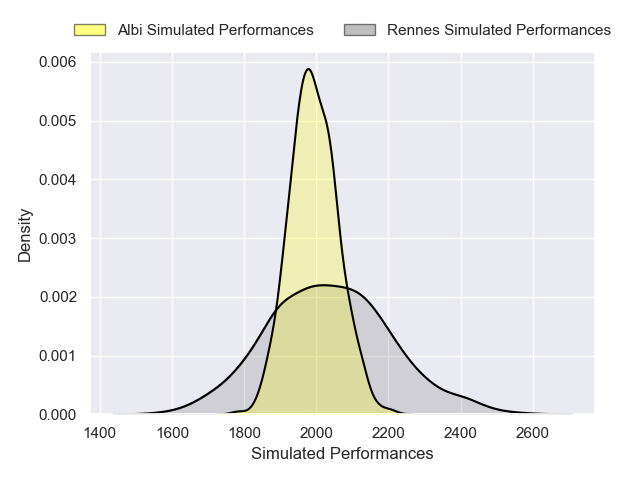 Albi Simulated Performances Rennes Simulated Performances
0.006
0.005
0.004
0.003
0.002
0.001
0.000
Density
1400 1600 1800 2000 2200 2400 2600
Simulated Performances